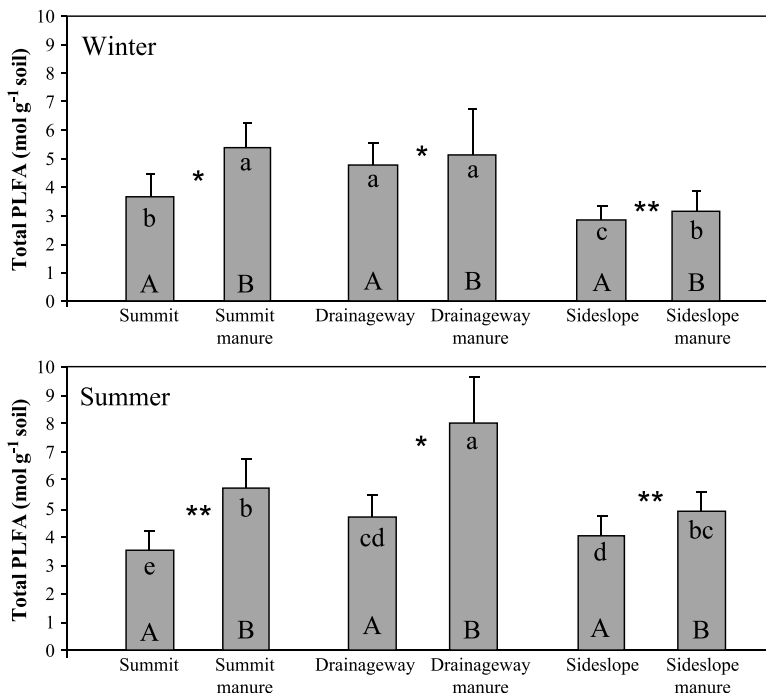 Winter
Total PLFA (mol g⁻¹ soil)
10
9
8
7
6
5
4
3
2
1
0
* * **
b a a a c b
A B A B A B
Summit Summit manure Drainageway Drainageway manure Sideslope Sideslope manure
Summer
Total PLFA (mol g⁻¹ soil)
10
9
8
7
6
5
4
3
2
1
0
** * **
e b cd a d bc
A B A B A B
Summit Summit manure Drainageway Drainageway manure Sideslope Sideslope manure